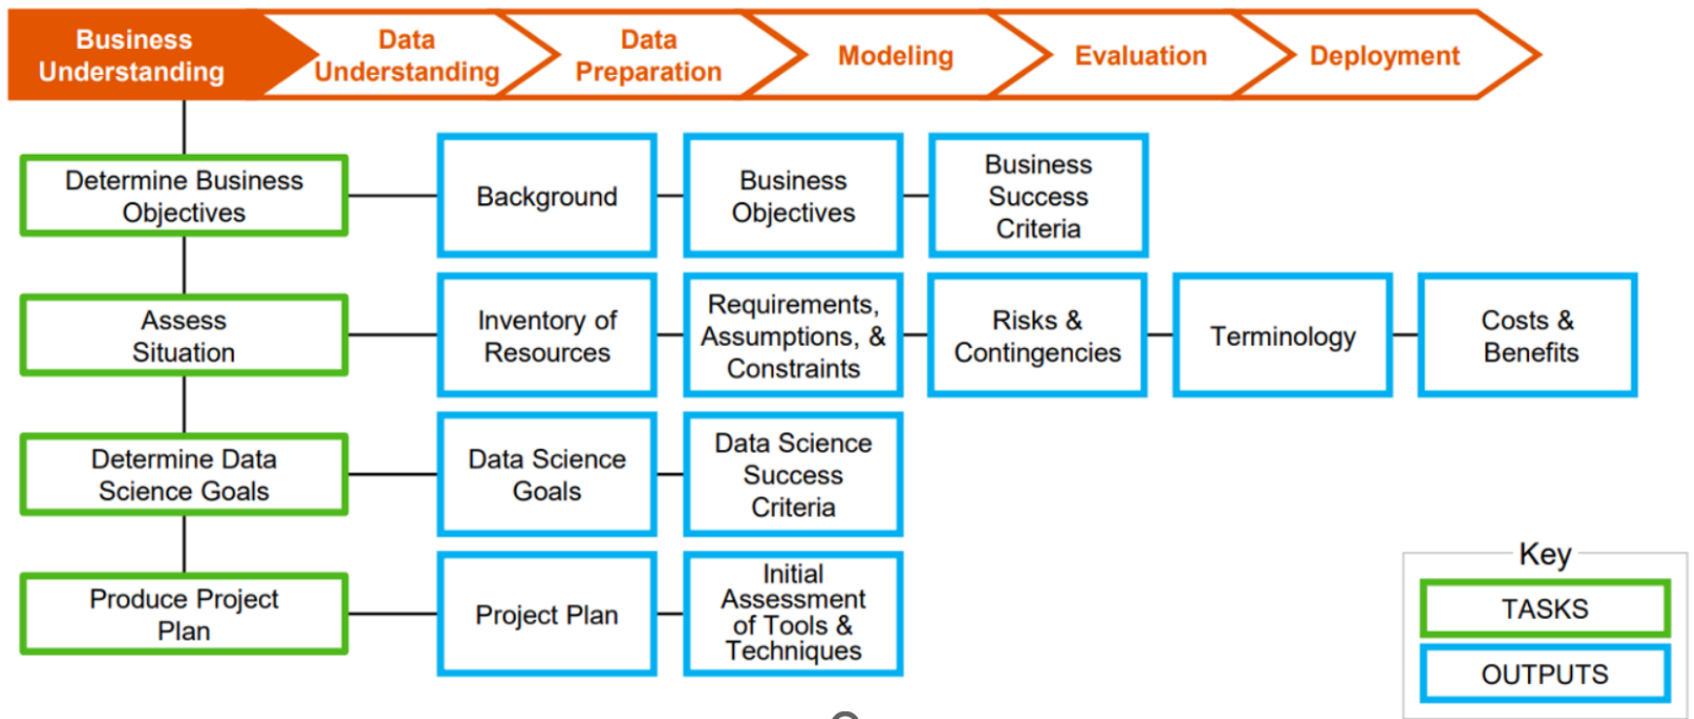 Business
Understanding
Data
Understanding
Data
Preparation
Modeling
Evaluation
Deployment
Determine Business
Objectives
Background
Business
Objectives
Business
Success
Criteria
Assess
Situation
Inventory of
Resources
Requirements,
Assumptions, &
Constraints
Risks &
Contingencies
Terminology
Costs &
Benefits
Determine Data
Science Goals
Data Science
Goals
Data Science
Success
Criteria
Produce Project
Plan
Project Plan
Initial
Assessment
of Tools &
Techniques
Key
TASKS
OUTPUTS